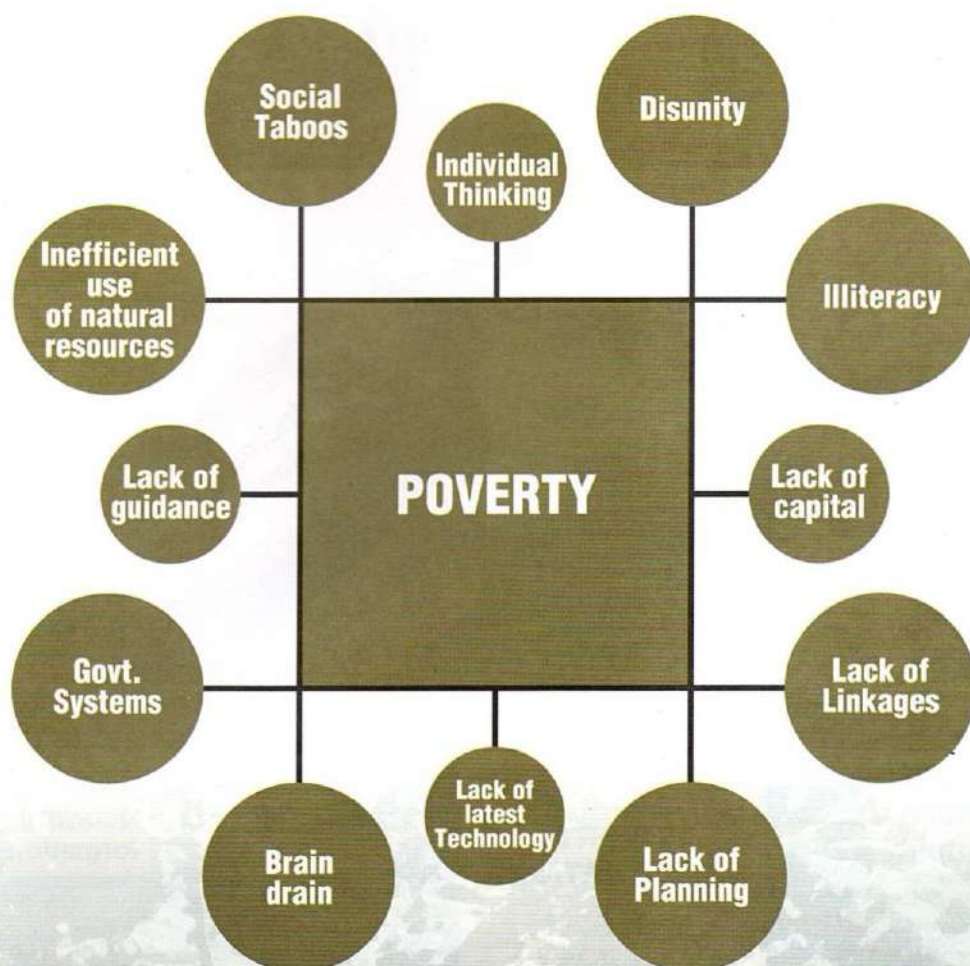 Social
Taboos
Individual
Thinking
Disunity
Inefficient
use
of natural
resources
Illiteracy
Lack of
guidance
POVERTY
Lack of
capital
Govt.
Systems
Lack of
Linkages
Brain
drain
Lack of
latest
Technology
Lack of
Planning